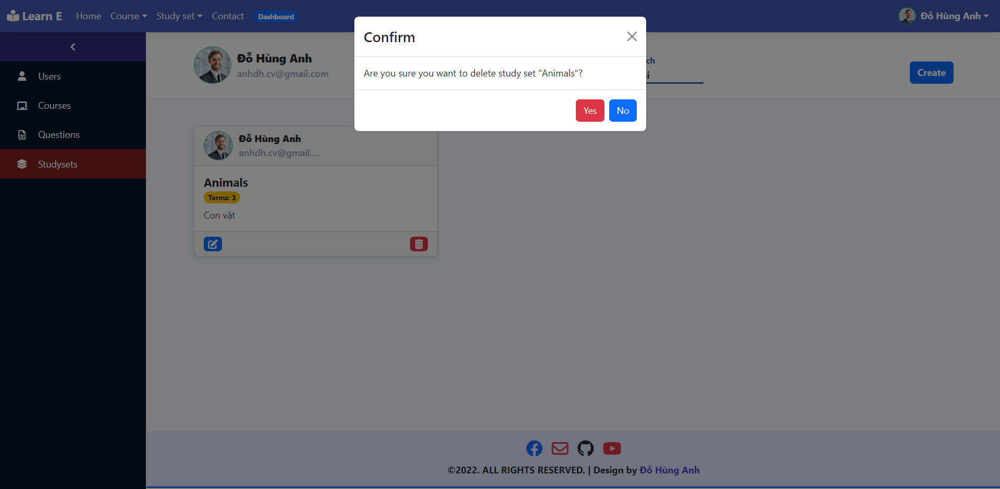 Learn E Home Course Study set Contact Dashboard Đỗ Hùng Anh
Confirm
Are you sure you want to delete study set "Animals"?
Yes No
Users
Courses
Questions
Studysets
Đỗ Hùng Anh
anhdh.cv@gmail.com
Create
Đỗ Hùng Anh
anhdh.cv@gmail....
Animals
Terms: 3
Con vật
©2022. ALL RIGHTS RESERVED. | Design by Đỗ Hùng Anh